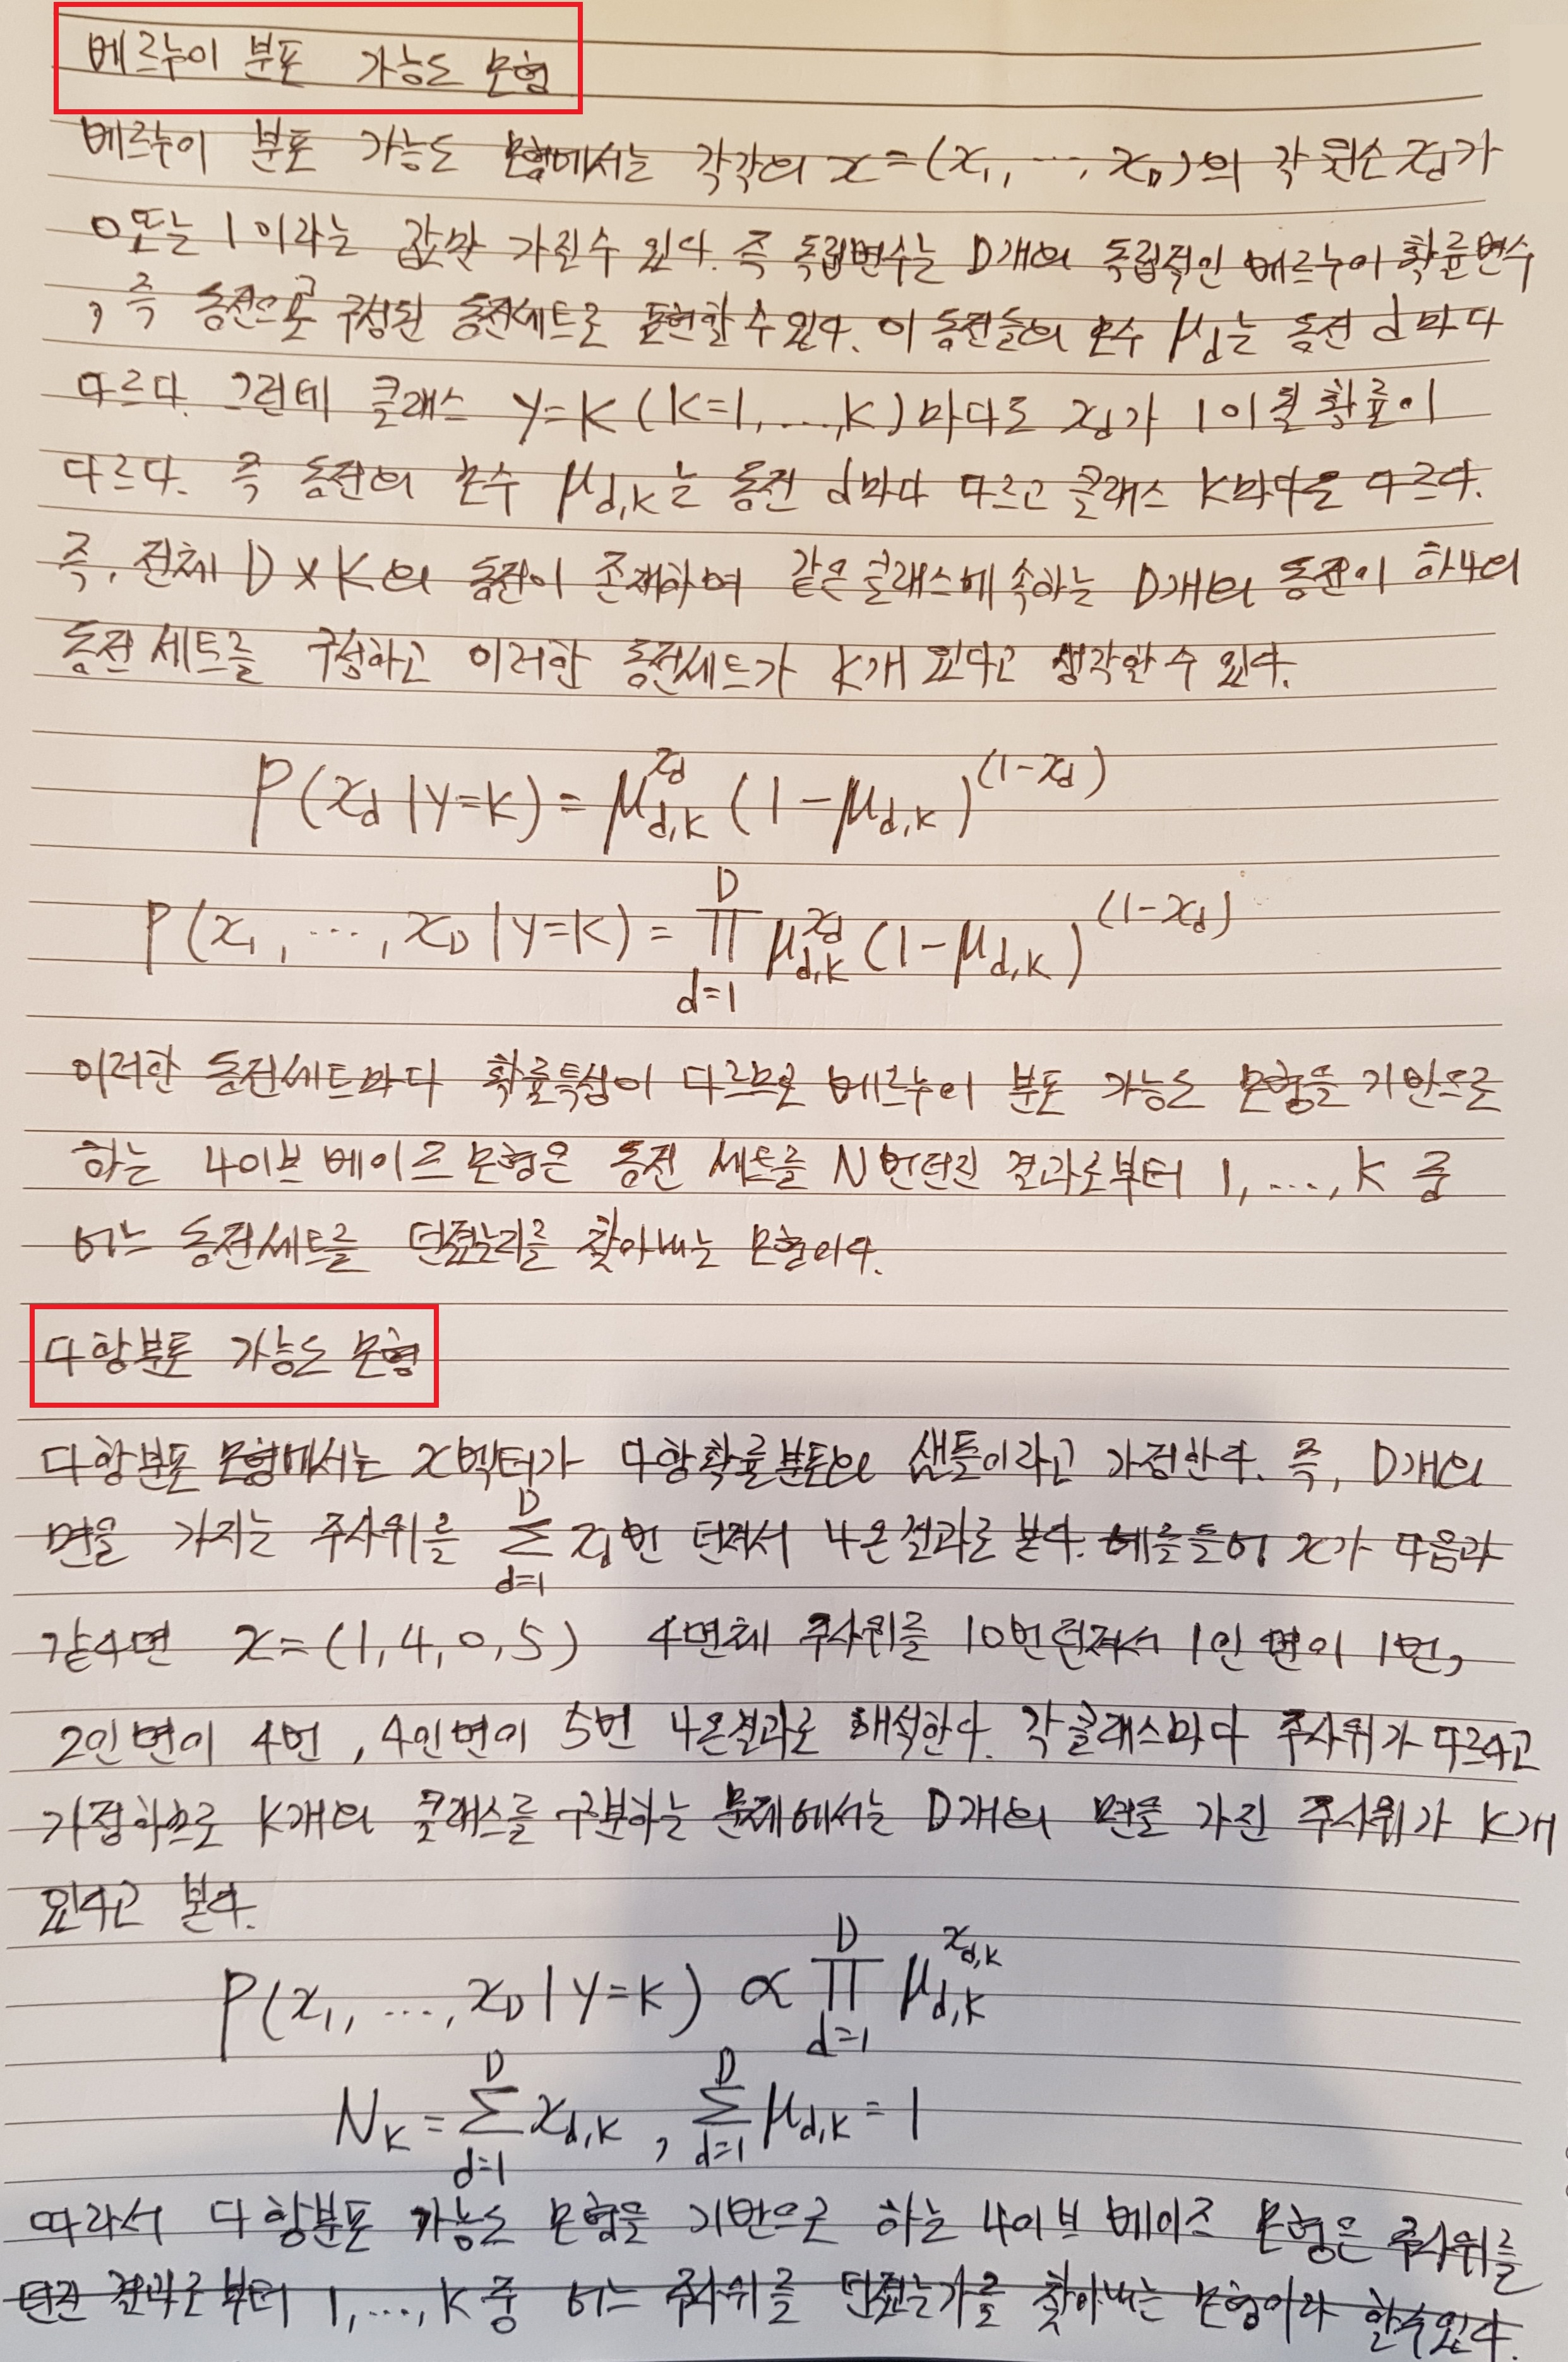 베르누이 분포 가능도 모형
베르누이 분포 가능도 모형에서는 각각의 x=(x₁, ⋯, x_D)의 각 원소 x_d가
0또는 1이라는 값만 가질수 있다. 즉 독립변수는 D개의 독립적인 베르누이 확률변수
, 즉 동전으로 구성된 동전세트로 표현할 수 있다. 이 동전들의 모수 μ_d는 동전 d마다
다르다. 그런데 클래스 y=k (k=1, ..., K) 마다도 x_d가 1이 될 확률이
다르다. 즉 동전의 모수 μ_{d,k}는 동전 d마다 다르고 클래스 K마다도 다르다.
즉, 전체 D×K의 동전이 존재하며 같은 클래스에 속하는 D개의 동전이 하나의
동전 세트를 구성하고 이러한 동전세트가 K개 있다고 생각할 수 있다.
P(x_d | y=k) = μ_{d,k}^{x_d} (1-μ_{d,k})^{(1-x_d)}
P(x₁, ⋯, x_D | y=k) = ∏_{d=1}^{D} μ_{d,k}^{x_d} (1-μ_{d,k})^{(1-x_d)}
이러한 동전세트마다 확률특성이 다르므로 베르누이 분포 가능도 모형을 기반으로
하는 나이브 베이즈 모형은 동전 세트를 N번던진 결과로부터 1, ..., K 중
어느 동전세트를 던졌는지를 찾아내는 모형이다.
다항분포 가능도 모형
다항분포 모형에서는 x벡터가 다항확률분포의 샘플이라고 가정한다. 즉, D개의
면을 가지는 주사위를 ∑_{d=1}^{D} x_d번 던져서 나온결과로 본다. 예를들어 x가 다음과
같다면 x=(1,4,0,5) 4면체 주사위를 10번던져서 1인 면이 1번,
2인면이 4번, 4인면이 5번 나온결과로 해석한다. 각클래스마다 주사위가 다르다고
가정하므로 K개의 클래스를 구분하는 문제에서는 D개의 면을 가진 주사위가 K개
있다고 본다.
P(x₁, ..., x_D | y=k) ∝ ∏_{d=1}^{D} μ_{d,k}^{x_{d,k}}
N_k = ∑_{d=1}^{D} x_{d,k} , ∑_{d=1}^{D} μ_{d,k} = 1
따라서 다항분포 가능도 모형을 기반으로 하는 나이브 베이즈 모형은 주사위를
던진 결과로부터 1, ..., K 중 어느 주사위를 던졌는가를 찾아내는 모형이라 할수있다.